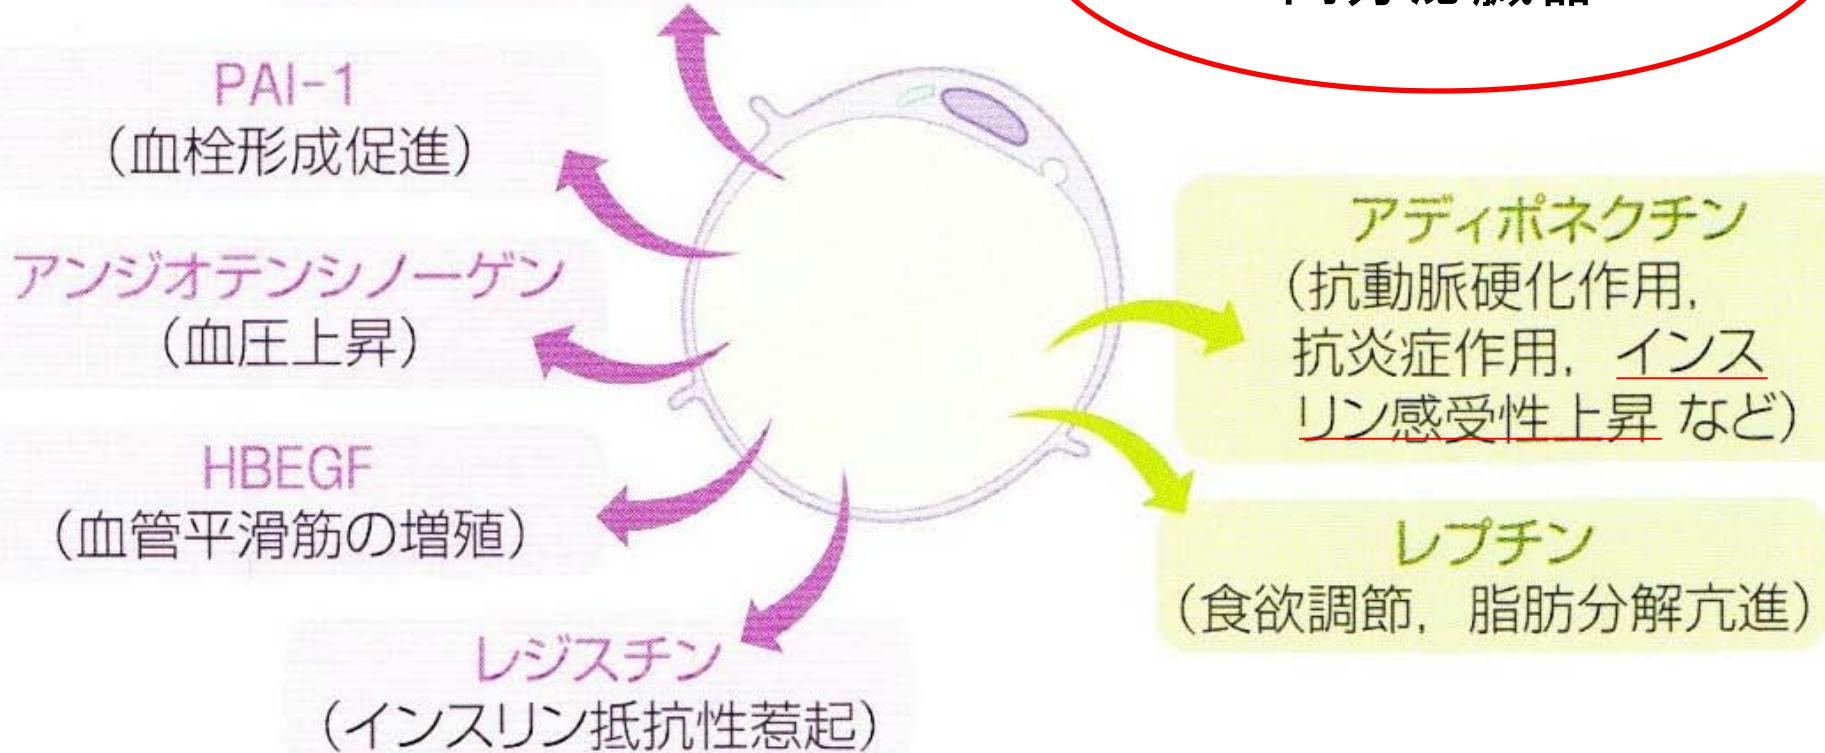 PAI-1
（血栓形成促進）
アンジオテンシノーゲン
（血圧上昇）
HBEGF
（血管平滑筋の増殖）
レジスチン
（インスリン抵抗性惹起）
アディポネクチン
（抗動脈硬化作用，
抗炎症作用，インス
リン感受性上昇 など）
レプチン
（食欲調節，脂肪分解亢進）